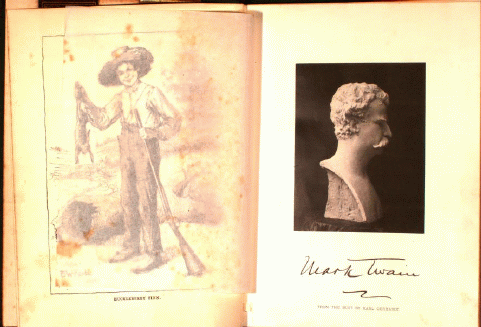 HUCKLEBERRY FINN.
Mark Twain
FROM THE BUST BY KARL GERHARDT